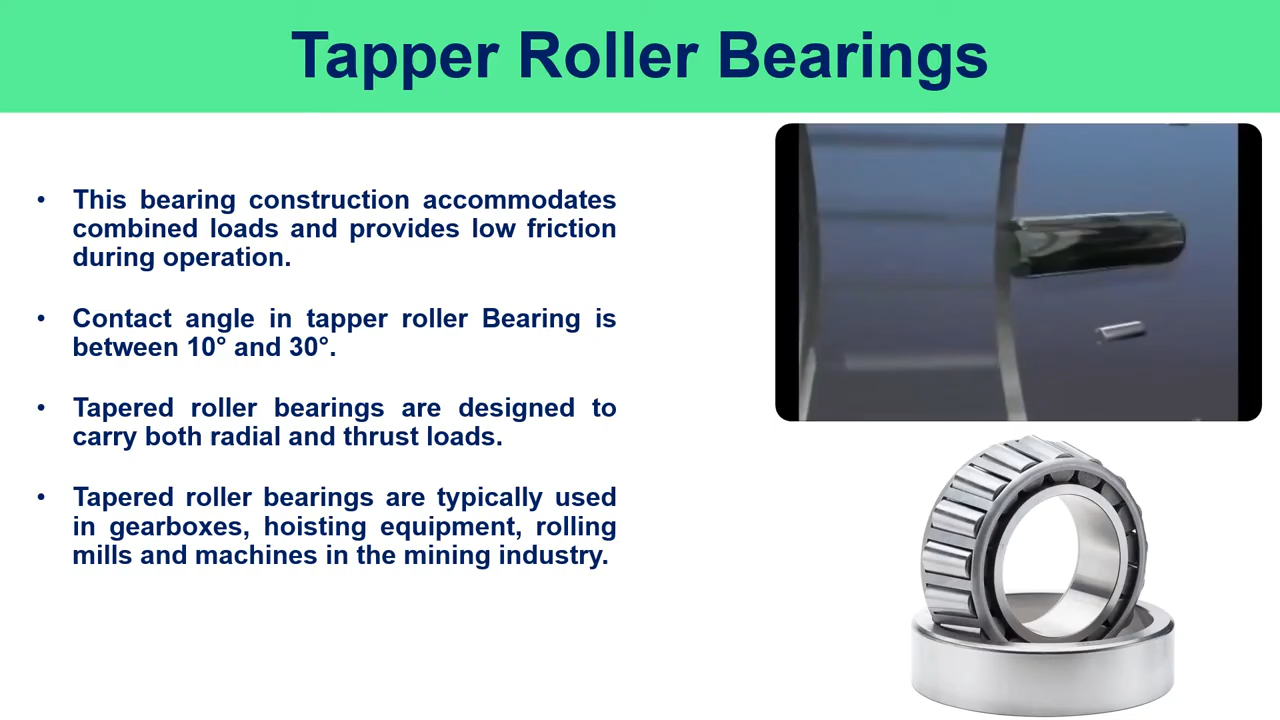 Tapper Roller Bearings
• This bearing construction accommodates
combined loads and provides low friction
during operation.
• Contact angle in tapper roller Bearing is
between 10° and 30°.
• Tapered roller bearings are designed to
carry both radial and thrust loads.
• Tapered roller bearings are typically used
in gearboxes, hoisting equipment, rolling
mills and machines in the mining industry.